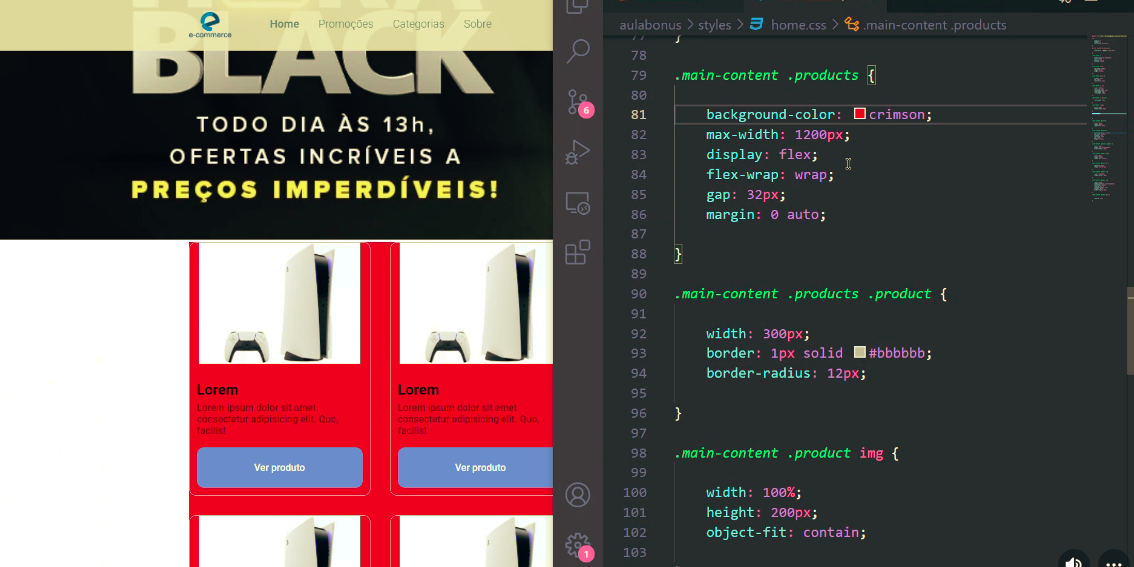 BLACK
e-commerce
Home Promoções Categorias Sobre
TODO DIA ÀS 13h,
OFERTAS INCRÍVEIS A
PREÇOS IMPERDÍVEIS!
Lorem
Lorem ipsum dolor sit amet
consectetur adipisicing elit. Quo,
facilis!
Ver produto
Lorem
Lorem ipsum dolor sit amet
consectetur adipisicing elit. Quo,
facilis!
Ver produto
6
1
aulabonus > styles > home.css > .main-content .products
77 }
78
79 .main-content .products {
80
81 background-color: crimson;
82 max-width: 1200px;
83 display: flex;
84 flex-wrap: wrap;
85 gap: 32px;
86 margin: 0 auto;
87
88 }
89
90 .main-content .products .product {
91
92 width: 300px;
93 border: 1px solid #bbbbbb;
94 border-radius: 12px;
95
96 }
97
98 .main-content .product img {
99
100 width: 100%;
101 height: 200px;
102 object-fit: contain;
103